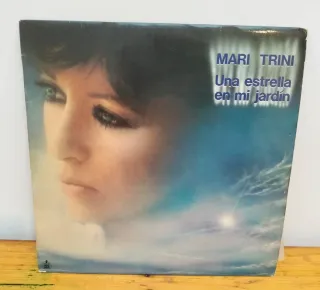 MARI TRINI
Una estrella
en mi jardín